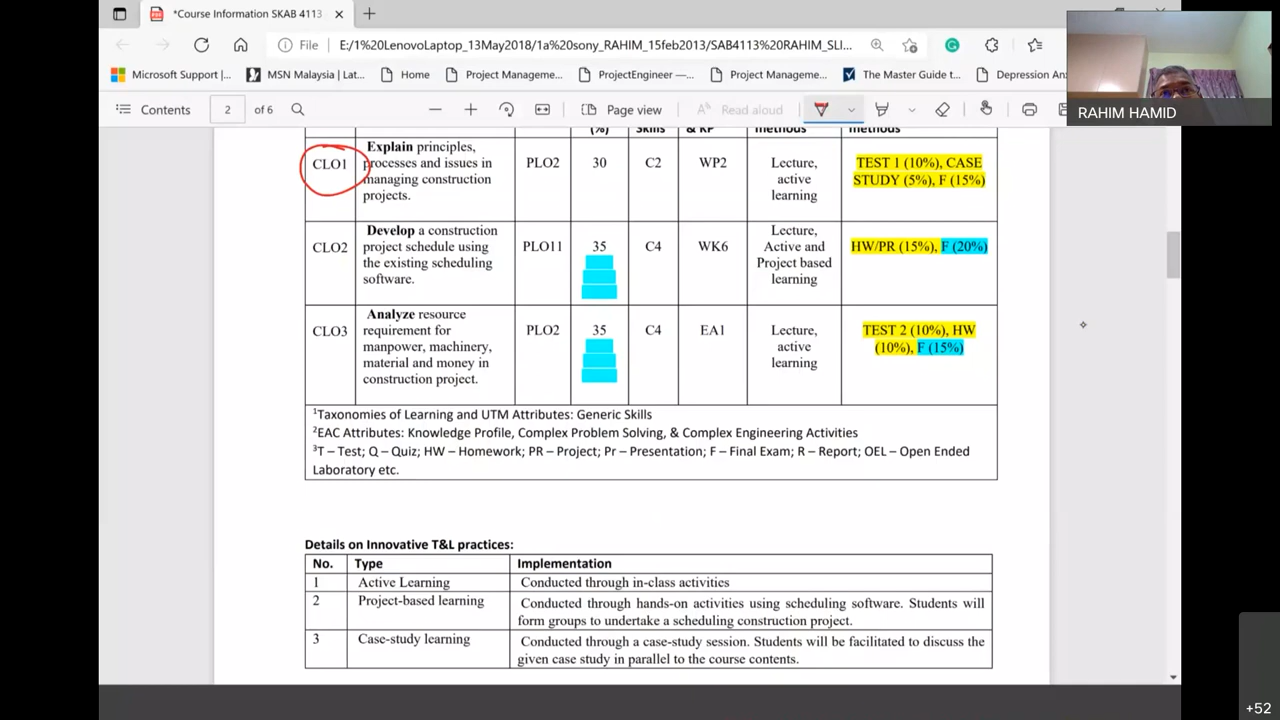 *Course Information SKAB 4113
File E:/1%20LenovoLaptop_13May2018/1a%20sony_RAHIM_15feb2013/SAB4113%20RAHIM_SLI...
Microsoft Support |... MSN Malaysia | Lat... Home Project Manageme... ProjectEngineer —... Project Manageme... The Master Guide t... Depression An
RAHIM HAMID
Contents 2 of 6 Page view Read aloud
(%) Skills & KP methods methods
CLO1 Explain principles, processes and issues in managing construction projects. PLO2 30 C2 WP2 Lecture, active learning TEST 1 (10%), CASE STUDY (5%), F (15%)
CLO2 Develop a construction project schedule using the existing scheduling software. PLO11 35 C4 WK6 Lecture, Active and Project based learning HW/PR (15%), F (20%)
CLO3 Analyze resource requirement for manpower, machinery, material and money in construction project. PLO2 35 C4 EA1 Lecture, active learning TEST 2 (10%), HW (10%), F (15%)
¹Taxonomies of Learning and UTM Attributes: Generic Skills
²EAC Attributes: Knowledge Profile, Complex Problem Solving, & Complex Engineering Activities
³T – Test; Q – Quiz; HW – Homework; PR – Project; Pr – Presentation; F – Final Exam; R – Report; OEL – Open Ended
Laboratory etc.
Details on Innovative T&L practices:
No. Type Implementation
1 Active Learning Conducted through in-class activities
2 Project-based learning Conducted through hands-on activities using scheduling software. Students will
form groups to undertake a scheduling construction project.
3 Case-study learning Conducted through a case-study session. Students will be facilitated to discuss the
given case study in parallel to the course contents.
+52